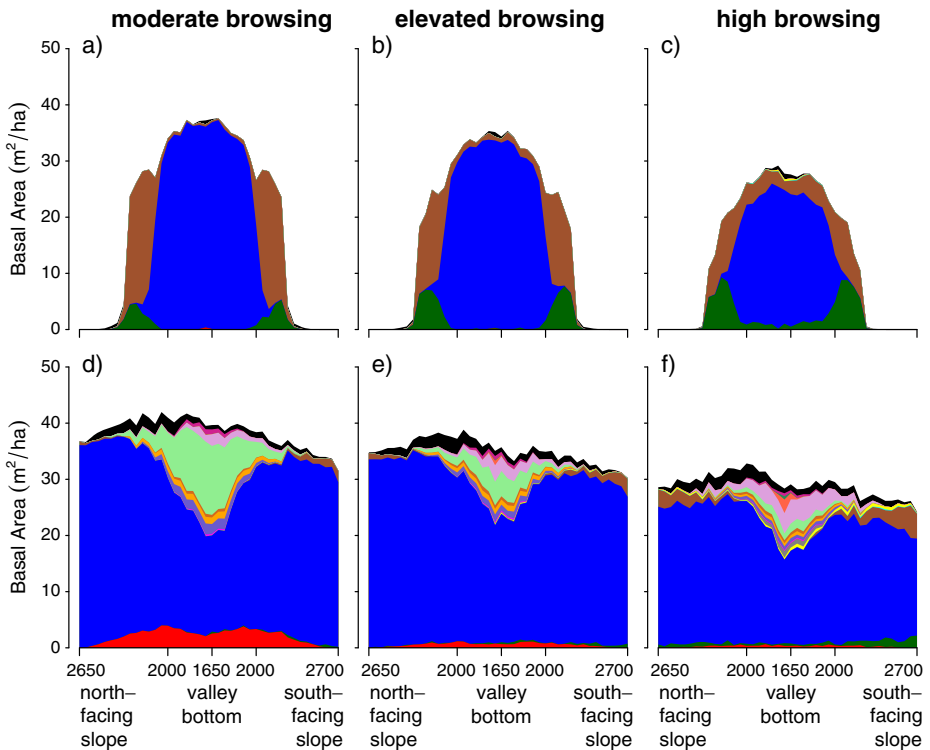 moderate browsing elevated browsing high browsing
a) b) c)
50
40
30
20
10
0
Basal Area (m²/ha)
d) e) f)
50
40
30
20
10
0
Basal Area (m²/ha)
2650 2000 1650 2000 2700 2650 2000 1650 2000 2700 2650 2000 1650 2000 2700
north– valley south– north– valley south– north– valley south–
facing bottom facing facing bottom facing facing bottom facing
slope slope slope slope slope slope